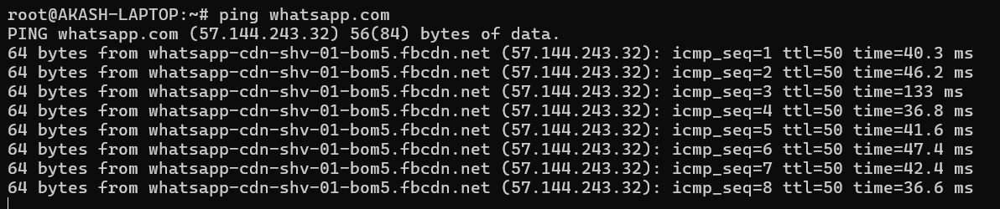 root@AKASH-LAPTOP:~# ping whatsapp.com
PING whatsapp.com (57.144.243.32) 56(84) bytes of data.
64 bytes from whatsapp-cdn-shv-01-bom5.fbcdn.net (57.144.243.32): icmp_seq=1 ttl=50 time=40.3 ms
64 bytes from whatsapp-cdn-shv-01-bom5.fbcdn.net (57.144.243.32): icmp_seq=2 ttl=50 time=46.2 ms
64 bytes from whatsapp-cdn-shv-01-bom5.fbcdn.net (57.144.243.32): icmp_seq=3 ttl=50 time=133 ms
64 bytes from whatsapp-cdn-shv-01-bom5.fbcdn.net (57.144.243.32): icmp_seq=4 ttl=50 time=36.8 ms
64 bytes from whatsapp-cdn-shv-01-bom5.fbcdn.net (57.144.243.32): icmp_seq=5 ttl=50 time=41.6 ms
64 bytes from whatsapp-cdn-shv-01-bom5.fbcdn.net (57.144.243.32): icmp_seq=6 ttl=50 time=47.4 ms
64 bytes from whatsapp-cdn-shv-01-bom5.fbcdn.net (57.144.243.32): icmp_seq=7 ttl=50 time=42.4 ms
64 bytes from whatsapp-cdn-shv-01-bom5.fbcdn.net (57.144.243.32): icmp_seq=8 ttl=50 time=36.6 ms